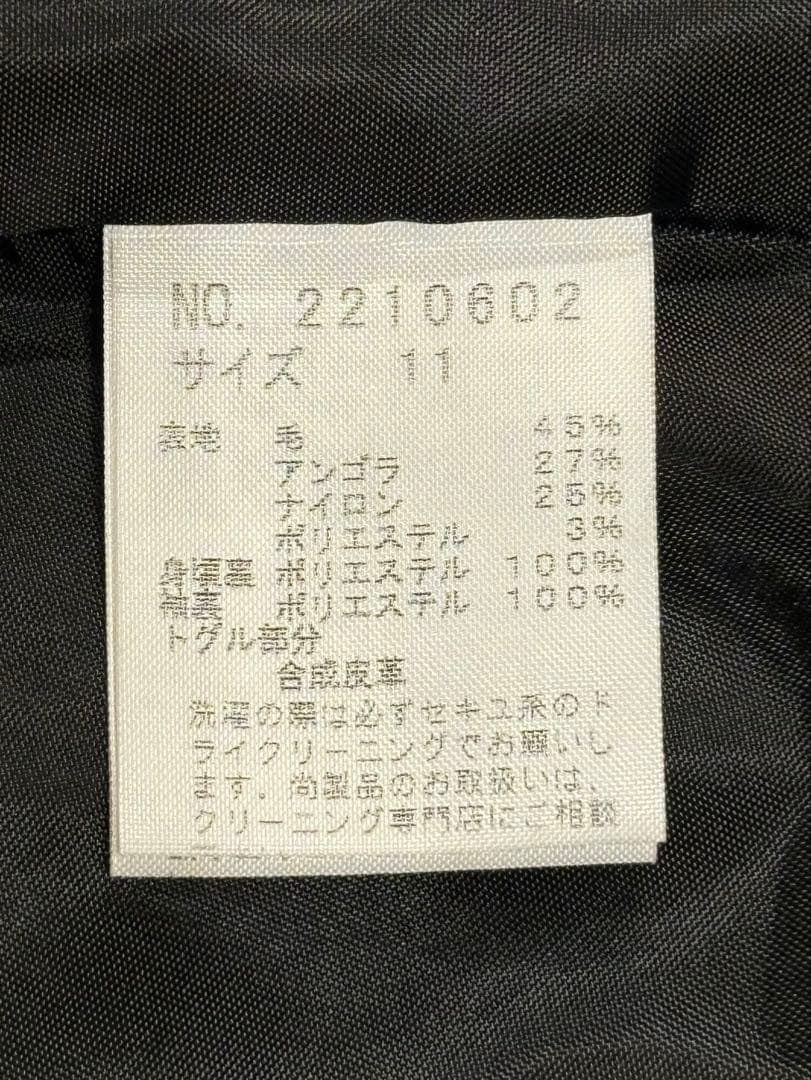 NO. 2210602
サイズ 11
表地 毛 45%
アンゴラ 27%
ナイロン 25%
ポリエステル 3%
身頃裏 ポリエステル 100%
袖裏 ポリエステル 100%
トグル部分
合成皮革
洗濯の際は必ずセキユ系のド
ライクリーニングでお願いし
ます.尚製品のお取扱いは、
クリーニング専門店にご相談